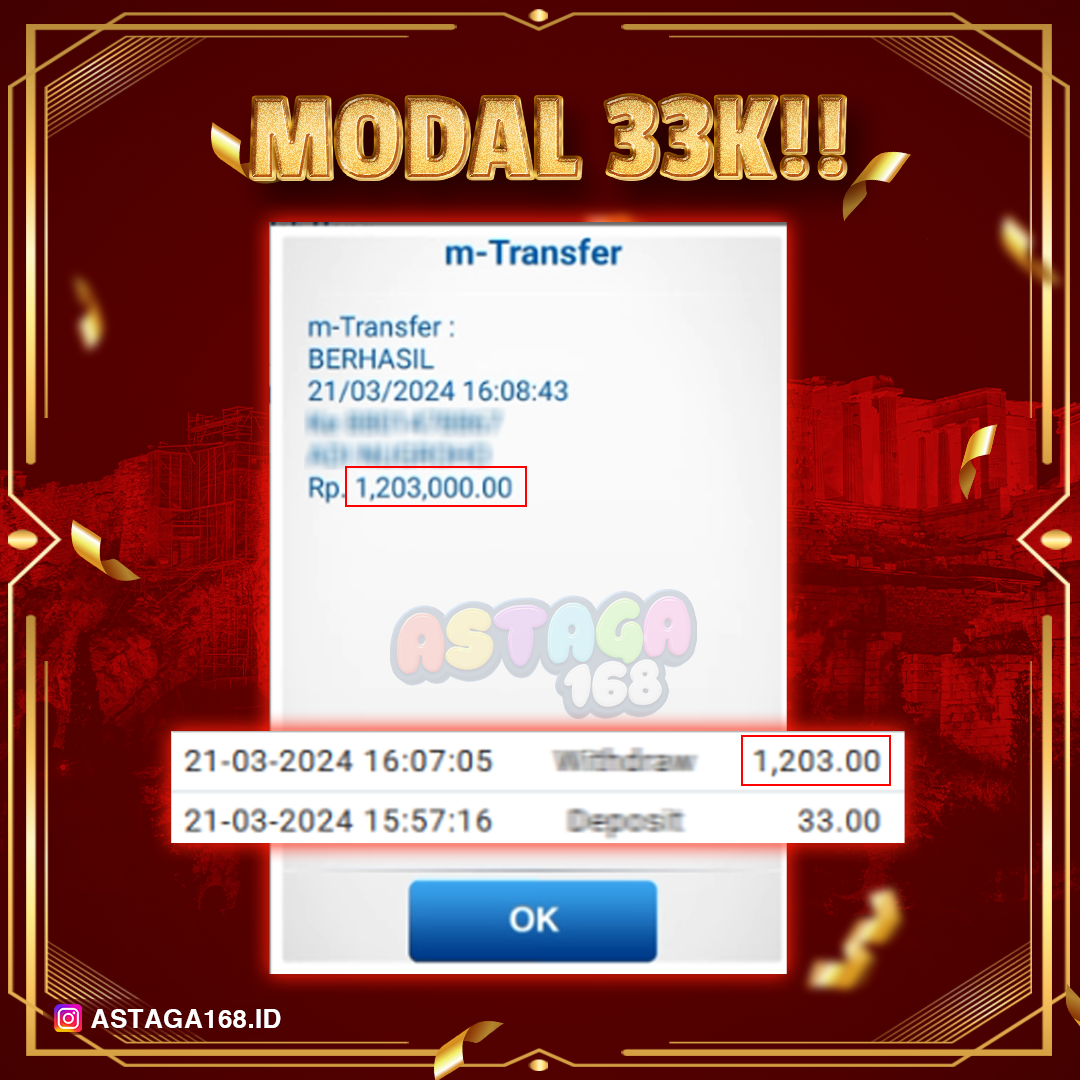 MODAL 33K!!
m-Transfer
m-Transfer :
BERHASIL
21/03/2024 16:08:43
Rp. 1,203,000.00
ASTAGA
168
21-03-2024 16:07:05 Withdraw 1,203.00
21-03-2024 15:57:16 Deposit 33.00
OK
ASTAGA168.ID